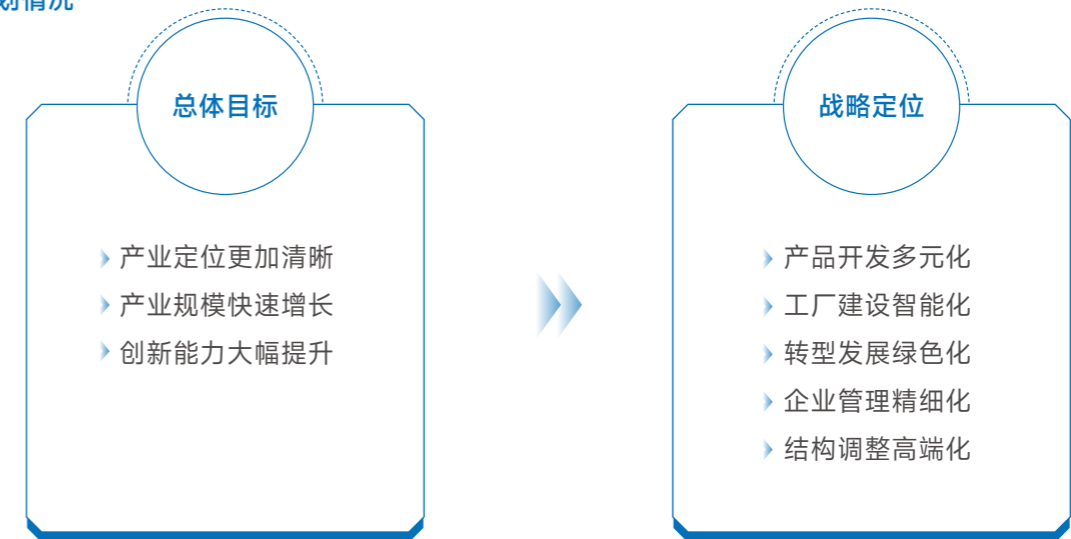 划情况
总体目标
产业定位更加清晰
产业规模快速增长
创新能力大幅提升
战略定位
产品开发多元化
工厂建设智能化
转型发展绿色化
企业管理精细化
结构调整高端化